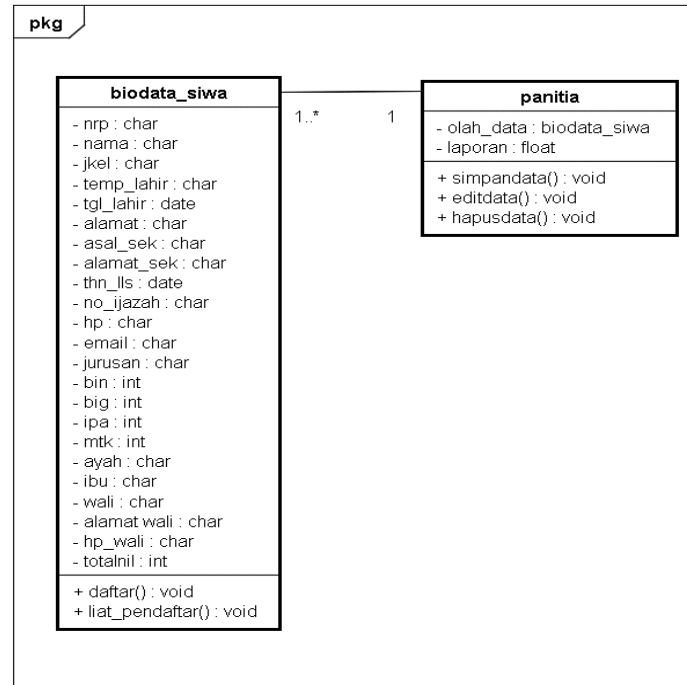 pkg
biodata_siwa
- nrp : char
- nama : char
- jkel : char
- temp_lahir : char
- tgl_lahir : date
- alamat : char
- asal_sek : char
- alamat_sek : char
- thn_lls : date
- no_ijazah : char
- hp : char
- email : char
- jurusan : char
- bin : int
- big : int
- ipa : int
- mtk : int
- ayah : char
- ibu : char
- wali : char
- alamat wali : char
- hp_wali : char
- totalnil : int
+ daftar() : void
+ liat_pendaftar() : void
1..*
1
panitia
- olah_data : biodata_siwa
- laporan : float
+ simpandata() : void
+ editdata() : void
+ hapusdata() : void